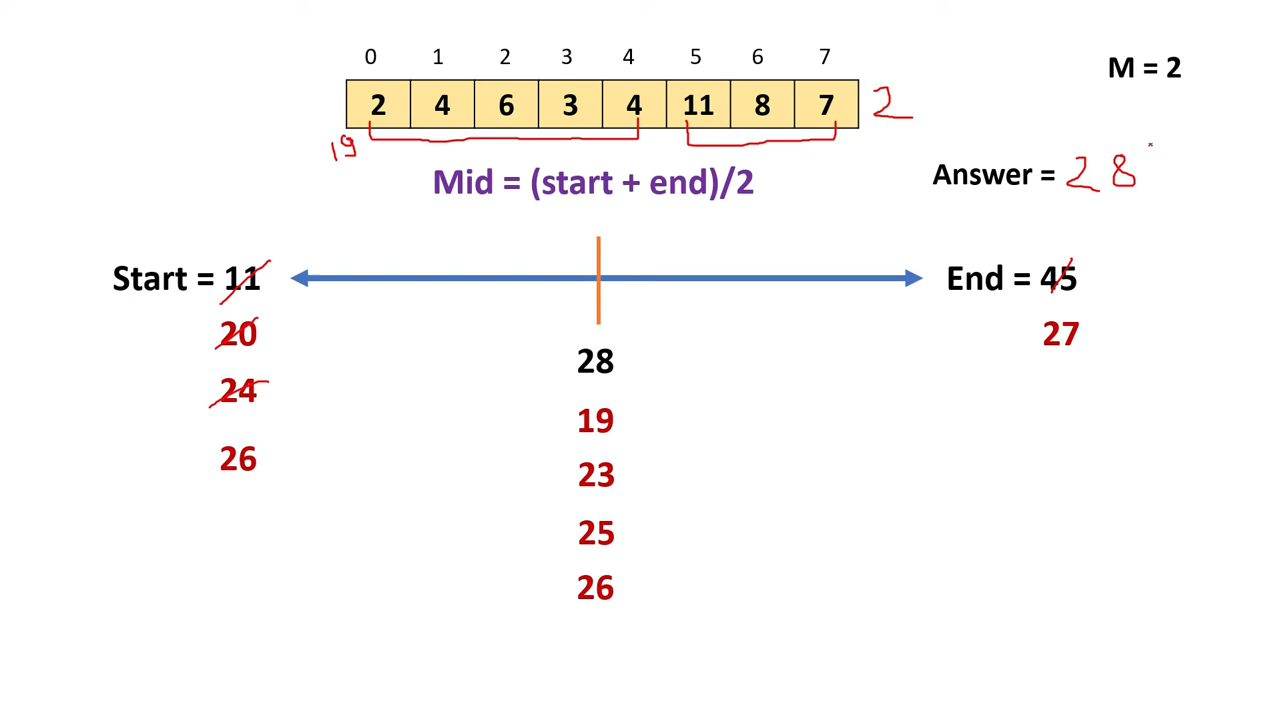 0 1 2 3 4 5 6 7
M = 2
2 4 6 3 4 11 8 7 2
19
Mid = (start + end)/2
Answer = 28
Start = 11
End = 45
20
27
28
24
19
26
23
25
26